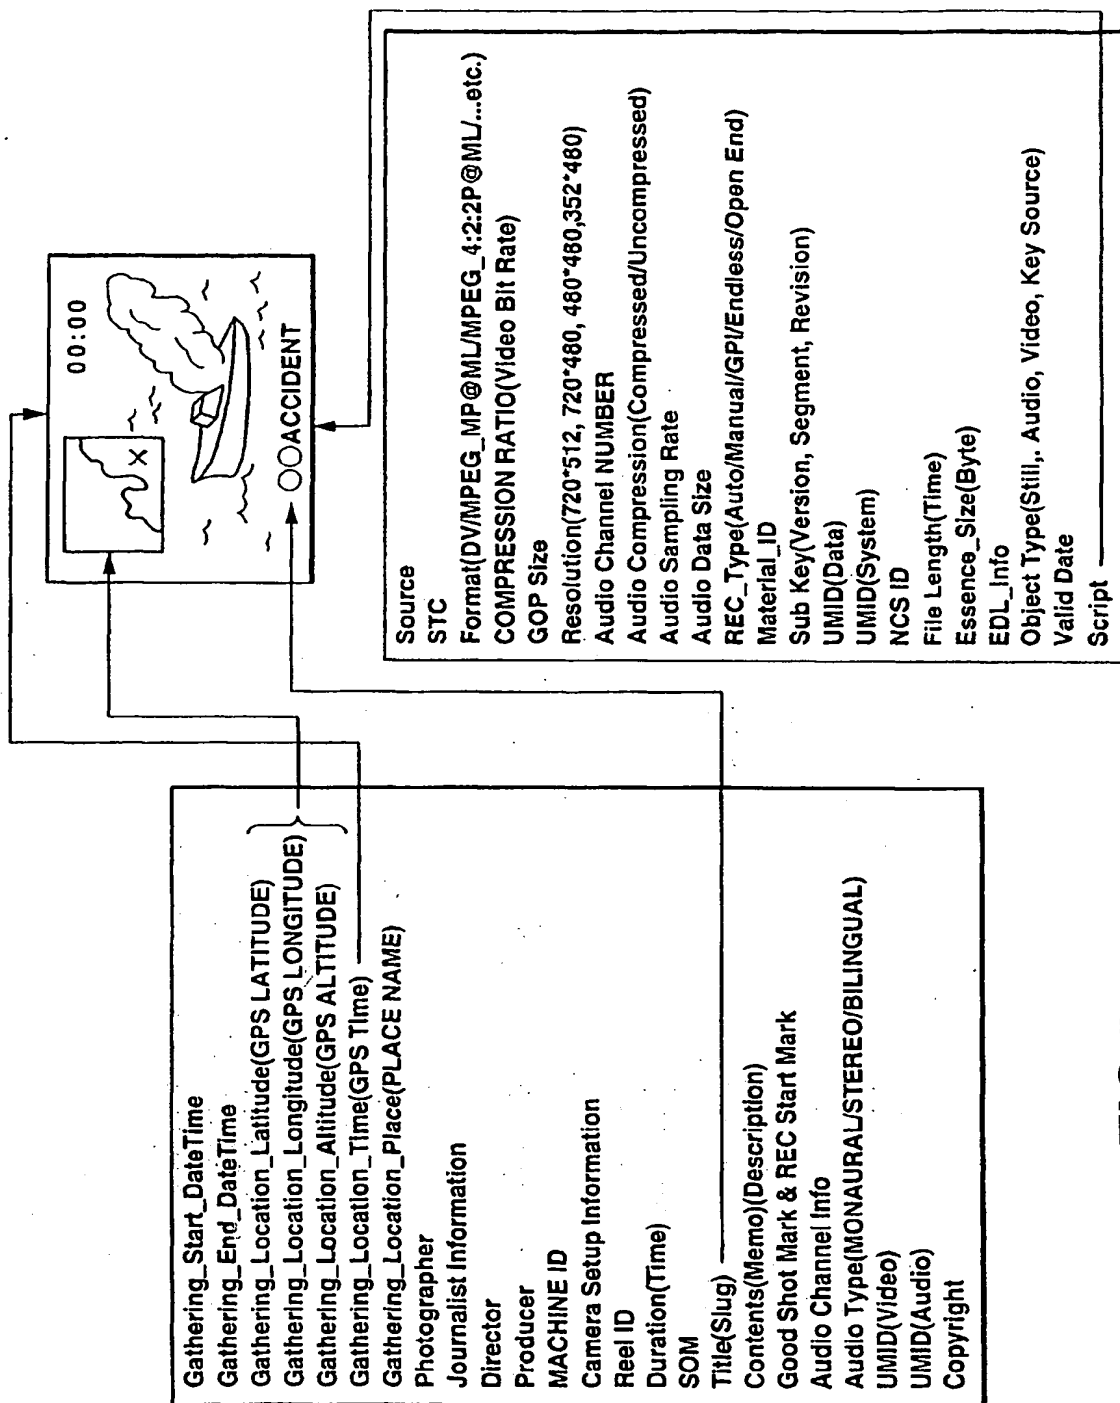 00:00
○○ACCIDENT
Gathering_Start_DateTime
Gathering_End_DateTime
Gathering_Location_Latitude(GPS LATITUDE)
Gathering_Location_Longitude(GPS LONGITUDE)
Gathering_Location_Altitude(GPS ALTITUDE)
Gathering_Location_Time(GPS Time)
Gathering_Location_Place(PLACE NAME)
Photographer
Journalist Information
Director
Producer
MACHINE ID
Camera Setup Information
Reel ID
Duration(Time)
SOM
Title(Slug)
Contents(Memo)(Description)
Good Shot Mark & REC Start Mark
Audio Channel Info
Audio Type(MONAURAL/STEREO/BILINGUAL)
UMID(Video)
UMID(Audio)
Copyright
Source
STC
Format(DV/MPEG_MP@ML/MPEG_4:2:2P@ML/...etc.)
COMPRESSION RATIO(Video Bit Rate)
GOP Size
Resolution(720*512, 720*480, 480*480,352*480)
Audio Channel NUMBER
Audio Compression(Compressed/Uncompressed)
Audio Sampling Rate
Audio Data Size
REC_Type(Auto/Manual/GPI/Endless/Open End)
Material_ID
Sub Key(Version, Segment, Revision)
UMID(Data)
UMID(System)
NCS ID
File Length(Time)
Essence_Size(Byte)
EDL_Info
Object Type(Still,. Audio, Video, Key Source)
Valid Date
Script